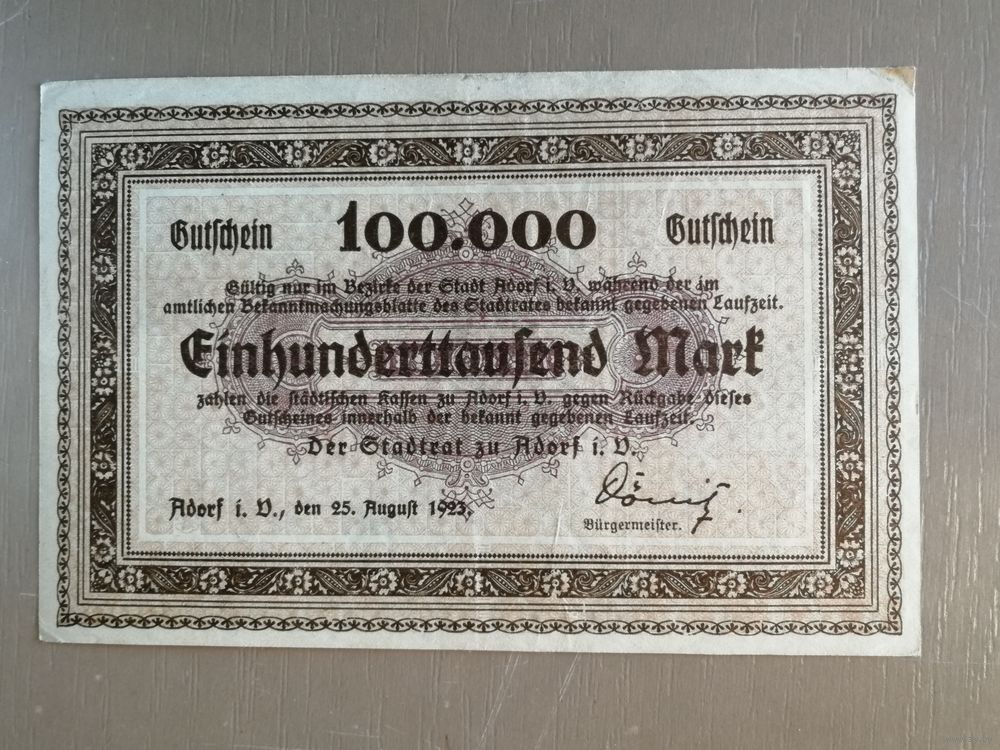 Gutschein 100.000 Gutschein
Gültig nur im Bezirke der Stadt Adorf i. V. während der im
amtlichen Bekanntmachungsblatte des Stadtrates bekannt gegebenen Laufzeit.
Einhunderttausend Mark
zahlen die städtischen Kassen zu Adorf i. V. gegen Rückgabe dieses
Gutscheines innerhalb der bekannt gegebenen Laufzeit.
Der Stadtrat zu Adorf i. V.
Adorf i. V., den 25. August 1923.
Bürgermeister.